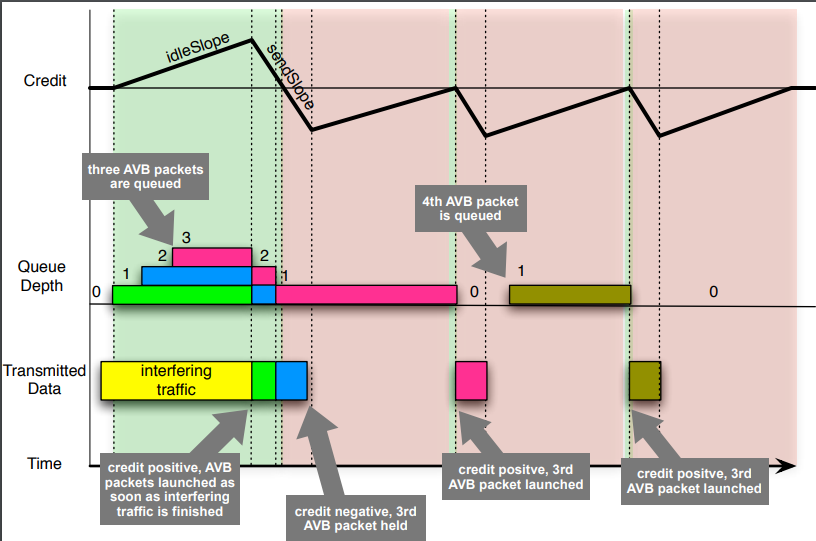 idleSlope
sendSlope
Credit
three AVB packets
are queued
4th AVB packet
is queued
3
2
2
1
1
1
Queue
Depth
0
0
0
Transmitted
Data
interfering
traffic
Time
credit positive, AVB
packets launched as
soon as interfering
traffic is finished
credit negative, 3rd
AVB packet held
credit positve, 3rd
AVB packet launched
credit positve, 3rd
AVB packet launched